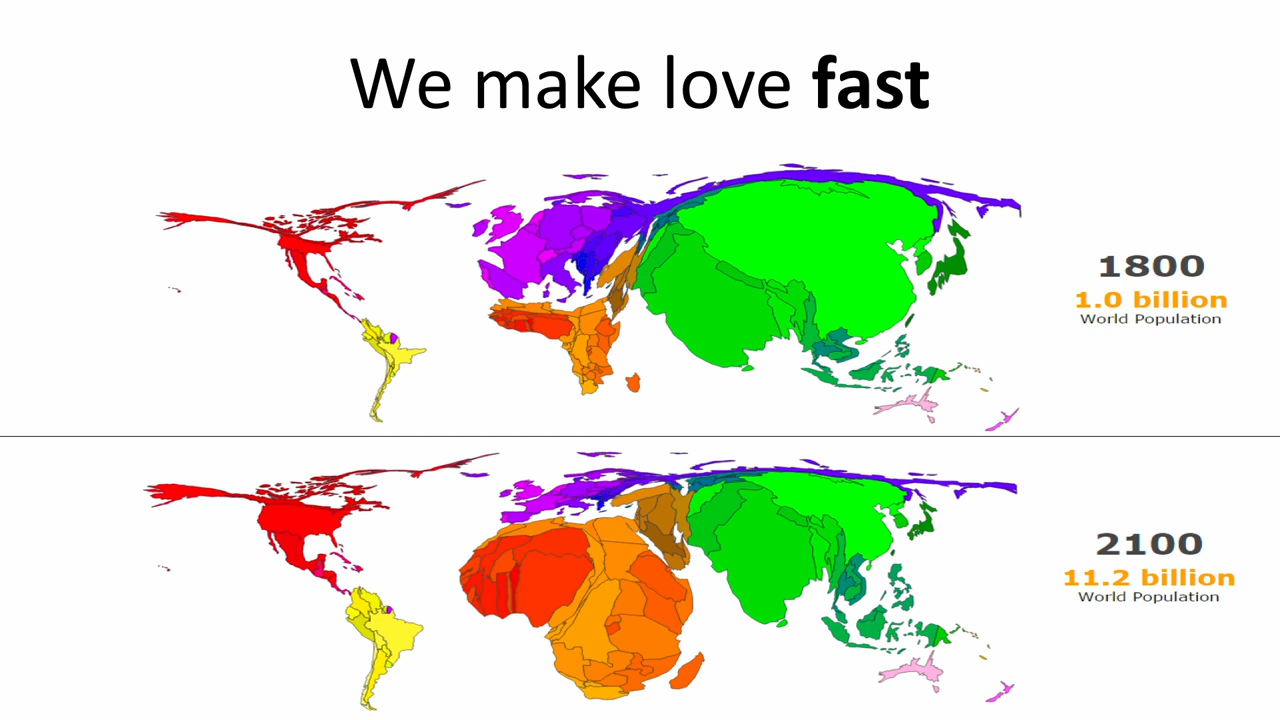 We make love fast
1800
1.0 billion
World Population
2100
11.2 billion
World Population